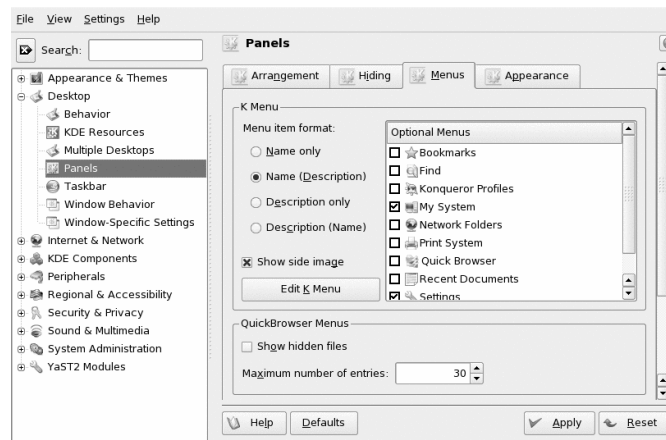 File View Settings Help
Search:
Appearance & Themes
Desktop
Behavior
KDE Resources
Multiple Desktops
Panels
Taskbar
Window Behavior
Window-Specific Settings
Internet & Network
KDE Components
Peripherals
Regional & Accessibility
Security & Privacy
Sound & Multimedia
System Administration
YaST2 Modules
Panels
Arrangement Hiding Menus Appearance
K Menu
Menu item format:
Name only
Name (Description)
Description only
Description (Name)
Show side image
Edit K Menu
Optional Menus
Bookmarks
Find
Konqueror Profiles
My System
Network Folders
Print System
Quick Browser
Recent Documents
Settings
QuickBrowser Menus
Show hidden files
Maximum number of entries: 30
Help Defaults Apply Reset